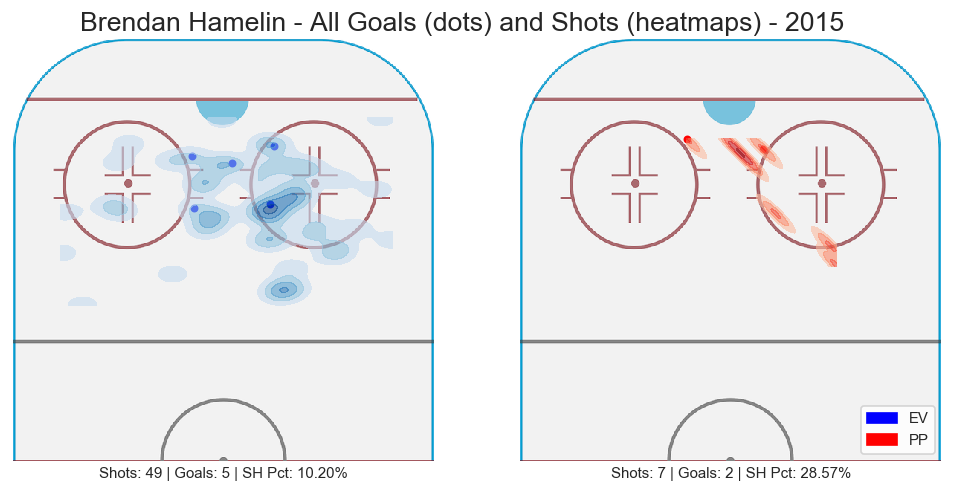 Brendan Hamelin - All Goals (dots) and Shots (heatmaps) - 2015
EV
PP
Shots: 49 | Goals: 5 | SH Pct: 10.20%
Shots: 7 | Goals: 2 | SH Pct: 28.57%